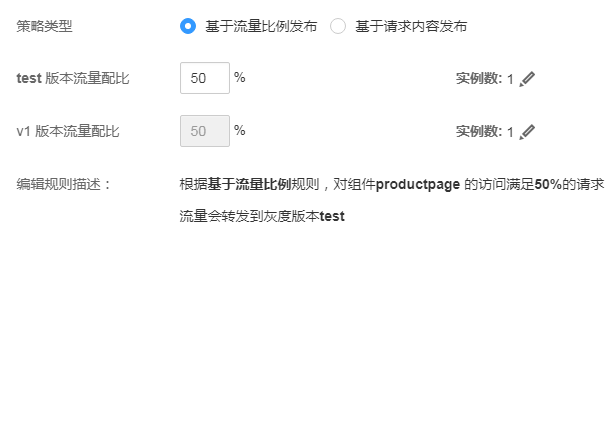 策略类型 基于流量比例发布 基于请求内容发布
test 版本流量配比 50 % 实例数: 1
v1 版本流量配比 50 % 实例数: 1
编辑规则描述： 根据基于流量比例规则，对组件productpage 的访问满足50%的请求
流量会转发到灰度版本test